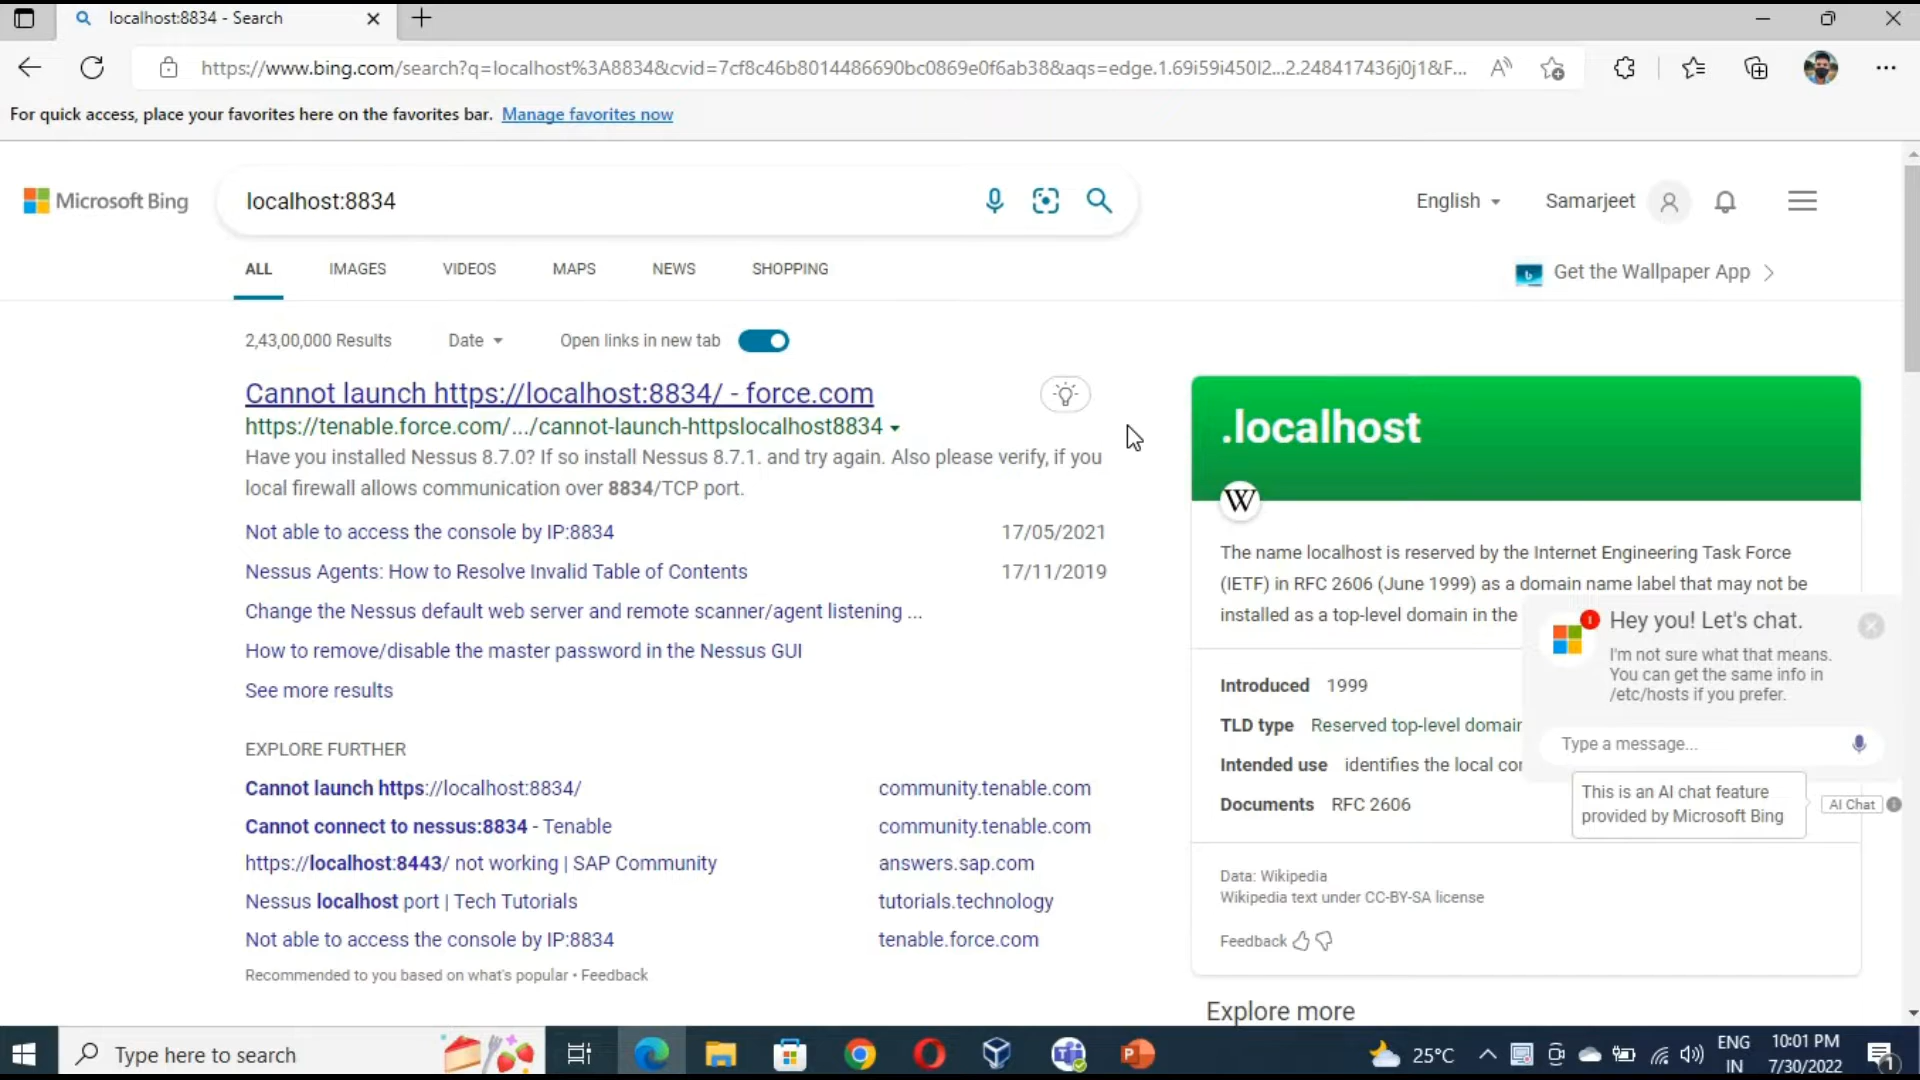 localhost:8834 - Search
https://www.bing.com/search?q=localhost%3A8834&cvid=7cf8c46b8014486690bc0869e0f6ab38&aqs=edge.1.69i59i450l2...2.248417436j0j1&F...
For quick access, place your favorites here on the favorites bar. Manage favorites now
Microsoft Bing
localhost:8834
English
Samarjeet
ALL IMAGES VIDEOS MAPS NEWS SHOPPING
Get the Wallpaper App
2,43,00,000 Results
Date
Open links in new tab
Cannot launch https://localhost:8834/ - force.com
https://tenable.force.com/.../cannot-launch-httpslocalhost8834
Have you installed Nessus 8.7.0? If so install Nessus 8.7.1. and try again. Also please verify, if you
local firewall allows communication over 8834/TCP port.
Not able to access the console by IP:8834 17/05/2021
Nessus Agents: How to Resolve Invalid Table of Contents 17/11/2019
Change the Nessus default web server and remote scanner/agent listening ...
How to remove/disable the master password in the Nessus GUI
See more results
EXPLORE FURTHER
Cannot launch https://localhost:8834/ community.tenable.com
Cannot connect to nessus:8834 - Tenable community.tenable.com
https://localhost:8443/ not working | SAP Community answers.sap.com
Nessus localhost port | Tech Tutorials tutorials.technology
Not able to access the console by IP:8834 tenable.force.com
Recommended to you based on what's popular • Feedback
.localhost
W
The name localhost is reserved by the Internet Engineering Task Force
(IETF) in RFC 2606 (June 1999) as a domain name label that may not be
installed as a top-level domain in the
Introduced 1999
TLD type Reserved top-level domain
Intended use identifies the local co
Documents RFC 2606
Data: Wikipedia
Wikipedia text under CC-BY-SA license
Feedback
Explore more
1
Hey you! Let's chat.
I'm not sure what that means.
You can get the same info in
/etc/hosts if you prefer.
Type a message...
This is an AI chat feature
provided by Microsoft Bing
AI Chat
Type here to search
25°C
ENG
IN
10:01 PM
7/30/2022
1